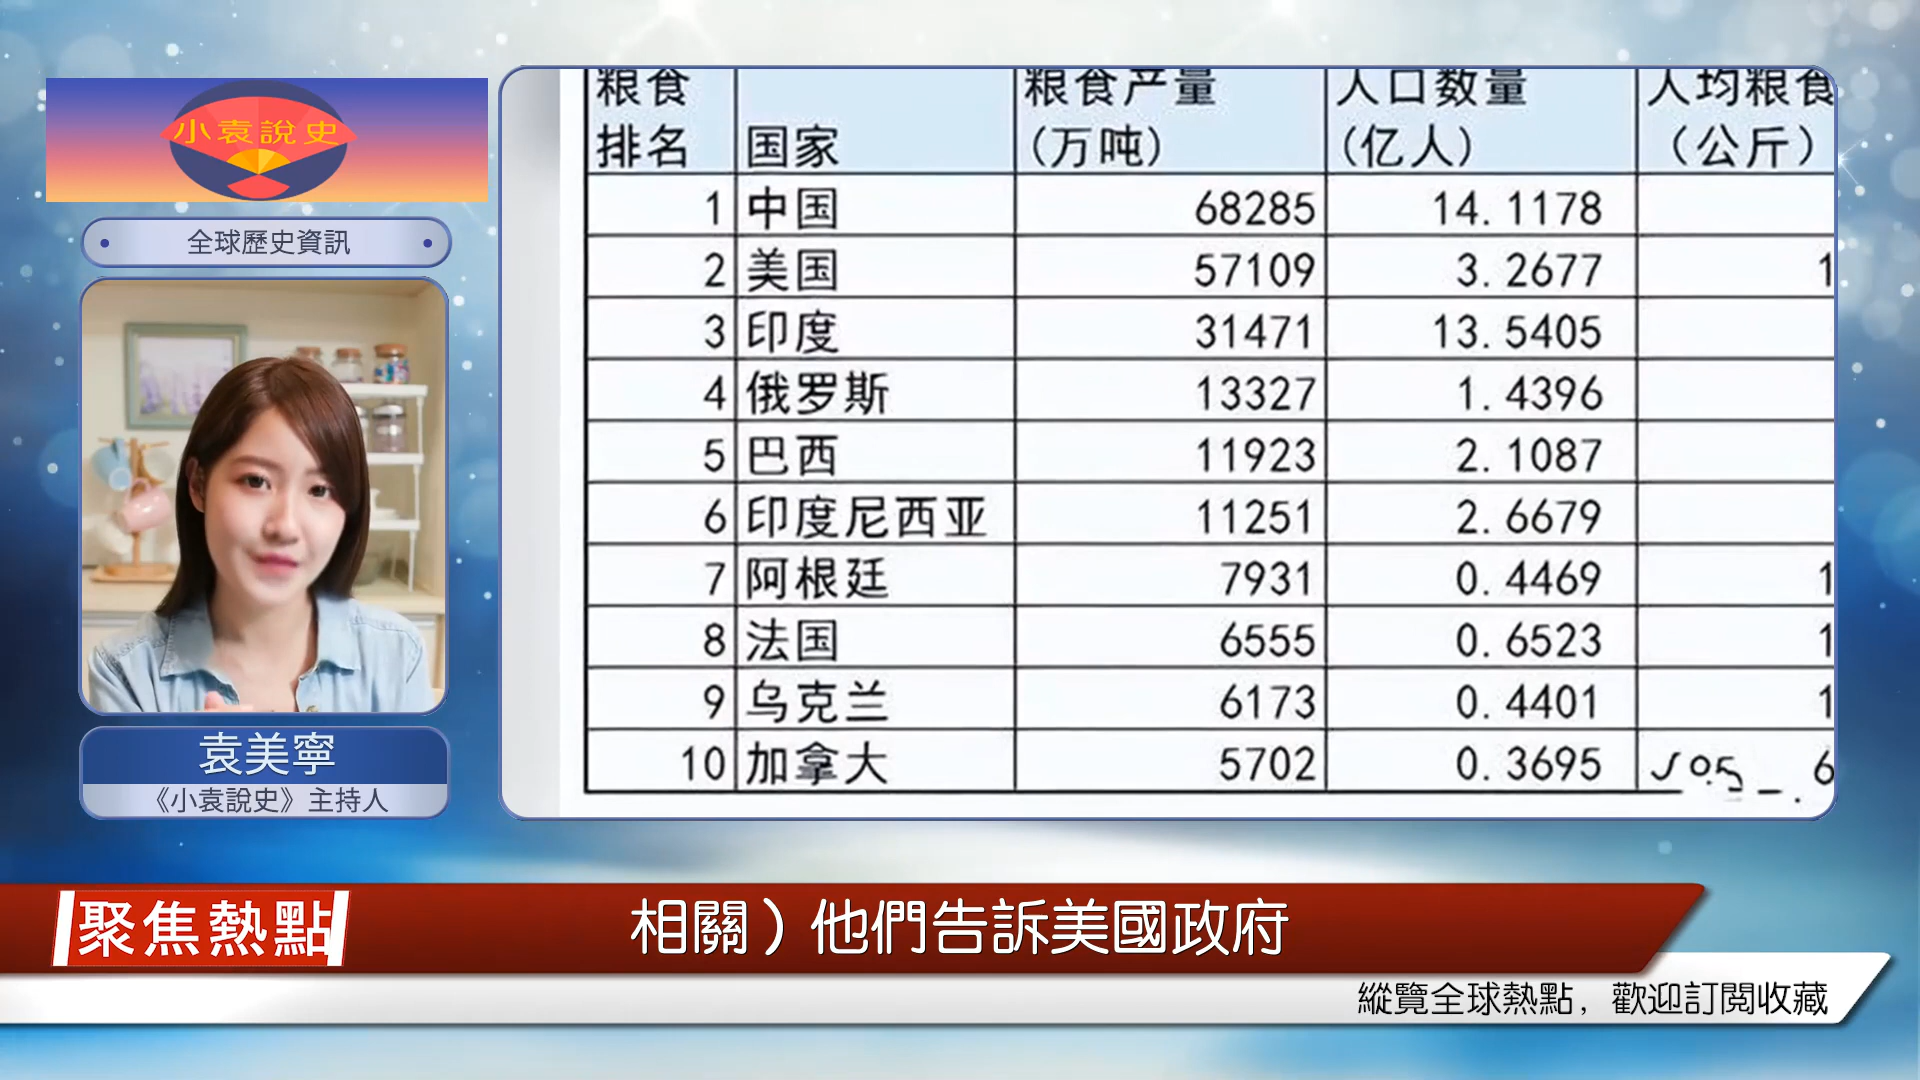 小袁說史
全球歷史資訊
袁美寧
《小袁說史》主持人
粮食排名 国家 粮食产量(万吨) 人口数量(亿人) 人均粮食(公斤)
1 中国 68285 14.1178
2 美国 57109 3.2677 1
3 印度 31471 13.5405
4 俄罗斯 13327 1.4396
5 巴西 11923 2.1087
6 印度尼西亚 11251 2.6679
7 阿根廷 7931 0.4469 1
8 法国 6555 0.6523 1
9 乌克兰 6173 0.4401 1
10 加拿大 5702 0.3695
聚焦熱點
相關）他們告訴美國政府
縱覽全球熱點，歡迎訂閱收藏